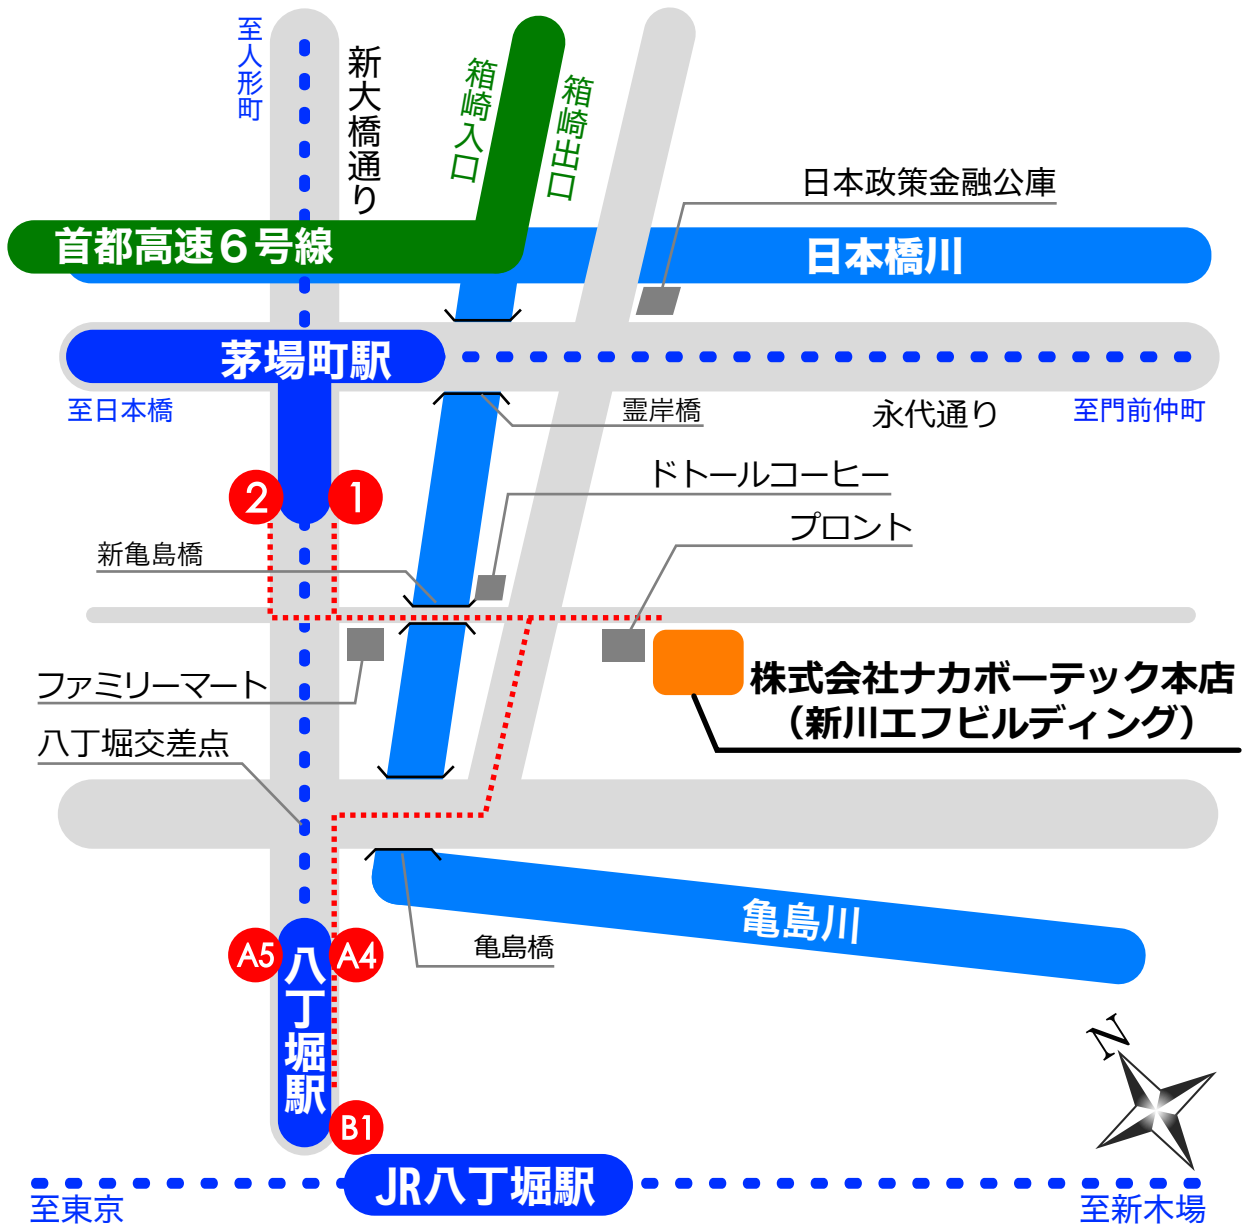 至人形町
新大橋通り
箱崎入口
箱崎出口
日本政策金融公庫
首都高速６号線
日本橋川
茅場町駅
至日本橋
霊岸橋
永代通り
至門前仲町
ドトールコーヒー
2
1
プロント
新亀島橋
ファミリーマート
株式会社ナカボーテック本店
（新川エフビルディング）
八丁堀交差点
亀島川
亀島橋
A5
A4
八丁堀駅
N
B1
JR八丁堀駅
至東京
至新木場